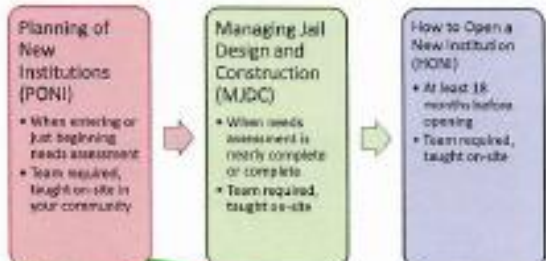 Planning of
New
Institutions
(PONI)
• When entering or
just beginning
needs assessment
• Team required,
taught on-site in
your community
Managing Jail
Design and
Construction
(MJDC)
• When needs
assessment is
nearly complete
or complete
• Team required,
taught on-site
How to Open a
New Institution
(HONI)
• At least 18
months before
opening
• Team required,
taught on-site